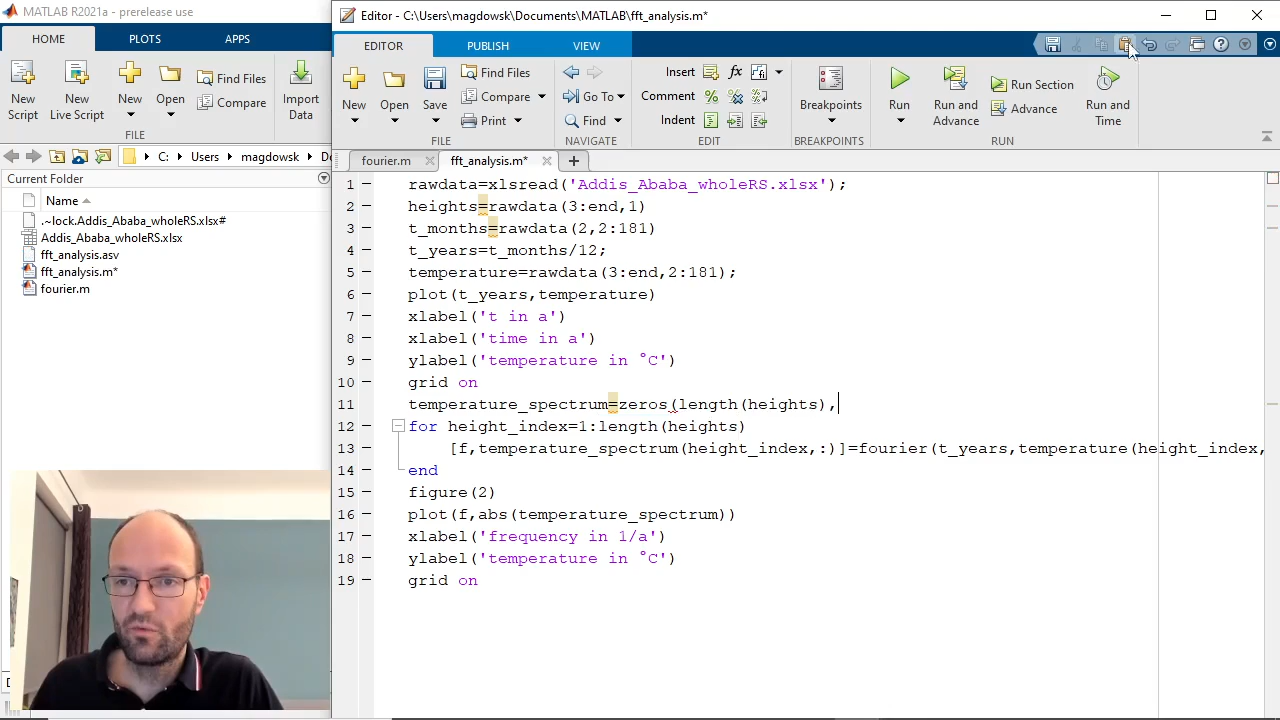 MATLAB R2021a - prerelease use
HOME PLOTS APPS
New Script
New Live Script
New
Open
Find Files
Compare
Import Data
FILE
C: Users magdowsk
Current Folder
Name
.~lock.Addis_Ababa_wholeRS.xlsx#
Addis_Ababa_wholeRS.xlsx
fft_analysis.asv
fft_analysis.m*
fourier.m
Editor - C:\Users\magdowsk\Documents\MATLAB\fft_analysis.m*
EDITOR PUBLISH VIEW
New
Open
Save
Find Files
Compare
Print
FILE
Go To
Find
NAVIGATE
Insert
Comment
Indent
EDIT
Breakpoints
BREAKPOINTS
Run
Run and Advance
Run Section
Advance
Run and Time
RUN
fourier.m fft_analysis.m*
1 rawdata=xlsread('Addis_Ababa_wholeRS.xlsx');
2 heights=rawdata(3:end,1)
3 t_months=rawdata(2,2:181)
4 t_years=t_months/12;
5 temperature=rawdata(3:end,2:181);
6 plot(t_years,temperature)
7 xlabel('t in a')
8 xlabel('time in a')
9 ylabel('temperature in °C')
10 grid on
11 temperature_spectrum=zeros(length(heights),
12 for height_index=1:length(heights)
13 [f,temperature_spectrum(height_index,:)]=fourier(t_years,temperature(height_index,
14 end
15 figure(2)
16 plot(f,abs(temperature_spectrum))
17 xlabel('frequency in 1/a')
18 ylabel('temperature in °C')
19 grid on